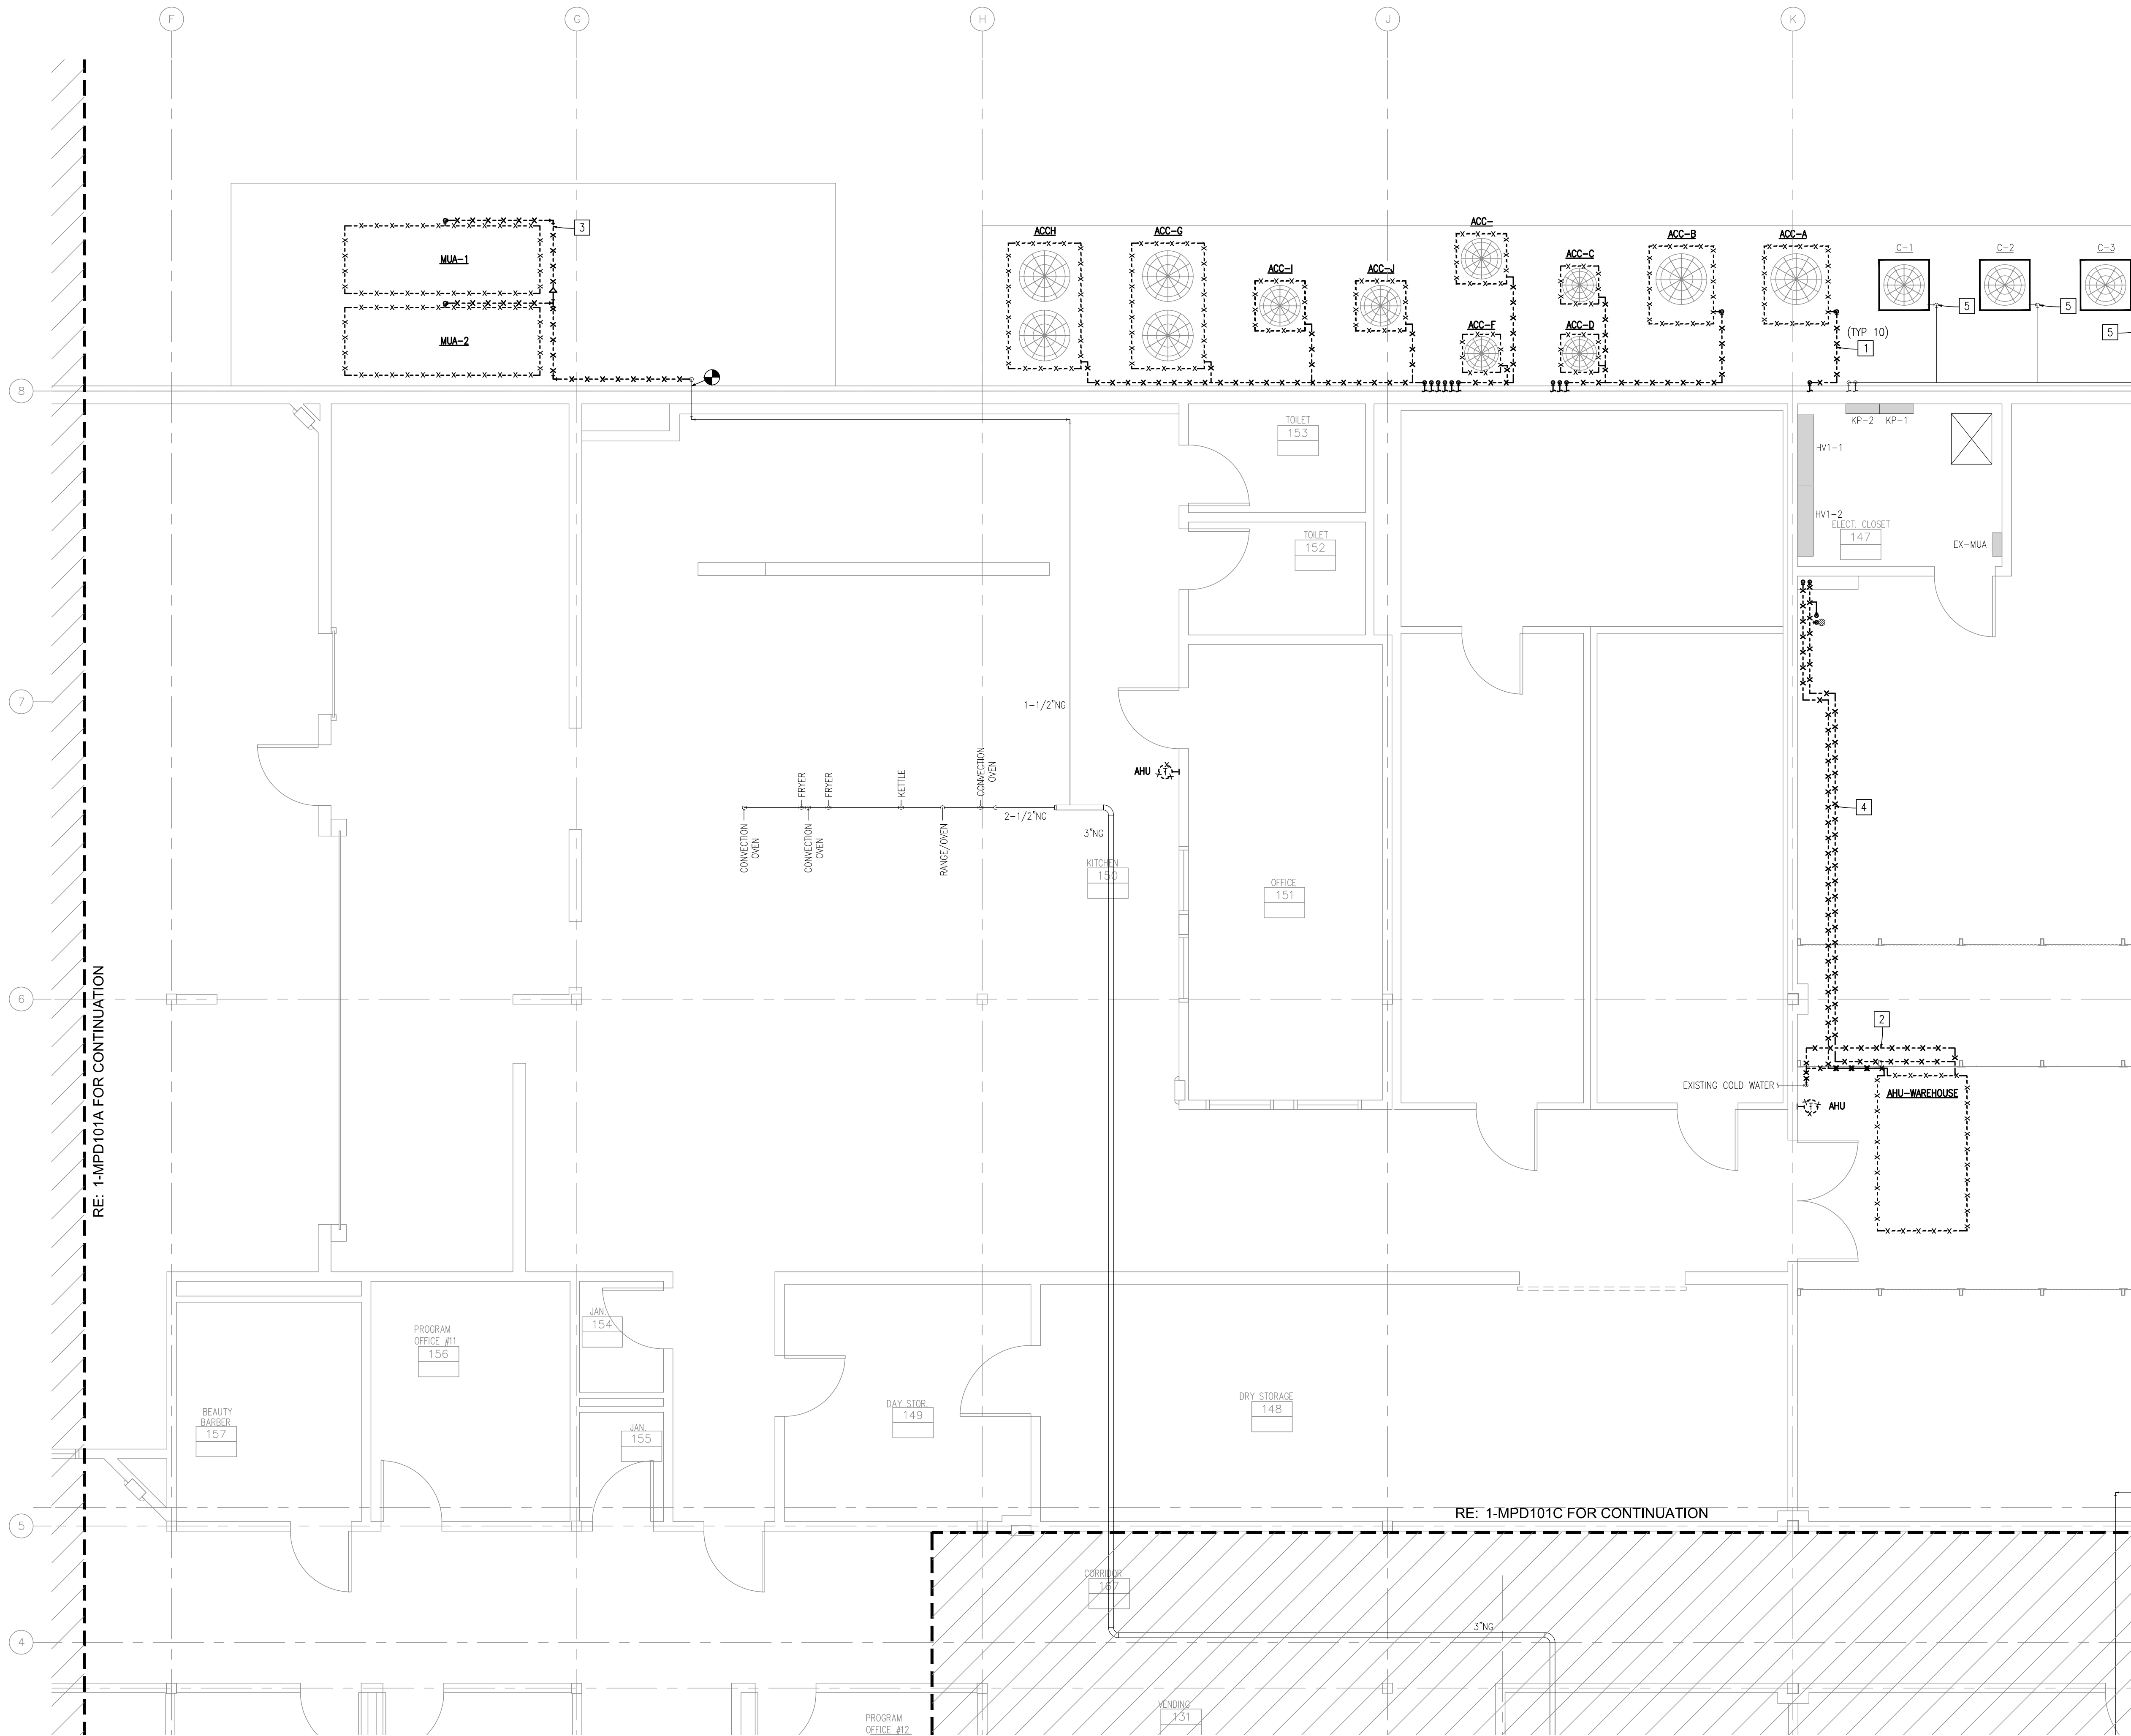 F
G
H
J
K
ACC-
ACCH
ACC-G
ACC-B
ACC-A
C-1
C-2
C-3
3
ACC-C
MUA-1
ACC-I
ACC-J
5
5
ACC-F
ACC-D
(TYP 10)
5
MUA-2
1
8
TOILET
153
KP-2
KP-1
HV1-1
HV1-2
ELECT. CLOSET
147
TOILET
152
EX-MUA
7
1-1/2"NG
AHU
T
FRYER
FRYER
KETTLE
CONVECTION
OVEN
4
2-1/2"NG
3"NG
CONVECTION
OVEN
CONVECTION
OVEN
RANGE/OVEN
KITCHEN
150
OFFICE
151
6
RE: 1-MPD101A FOR CONTINUATION
2
EXISTING COLD WATER
AHU-WAREHOUSE
T
AHU
JAN.
154
PROGRAM
OFFICE #11
156
DRY STORAGE
148
DAY STOR.
149
BEAUTY
BARBER
157
JAN.
155
RE: 1-MPD101C FOR CONTINUATION
5
CORRIDOR
167
3"NG
4
VENDING
131
PROGRAM
OFFICE #12